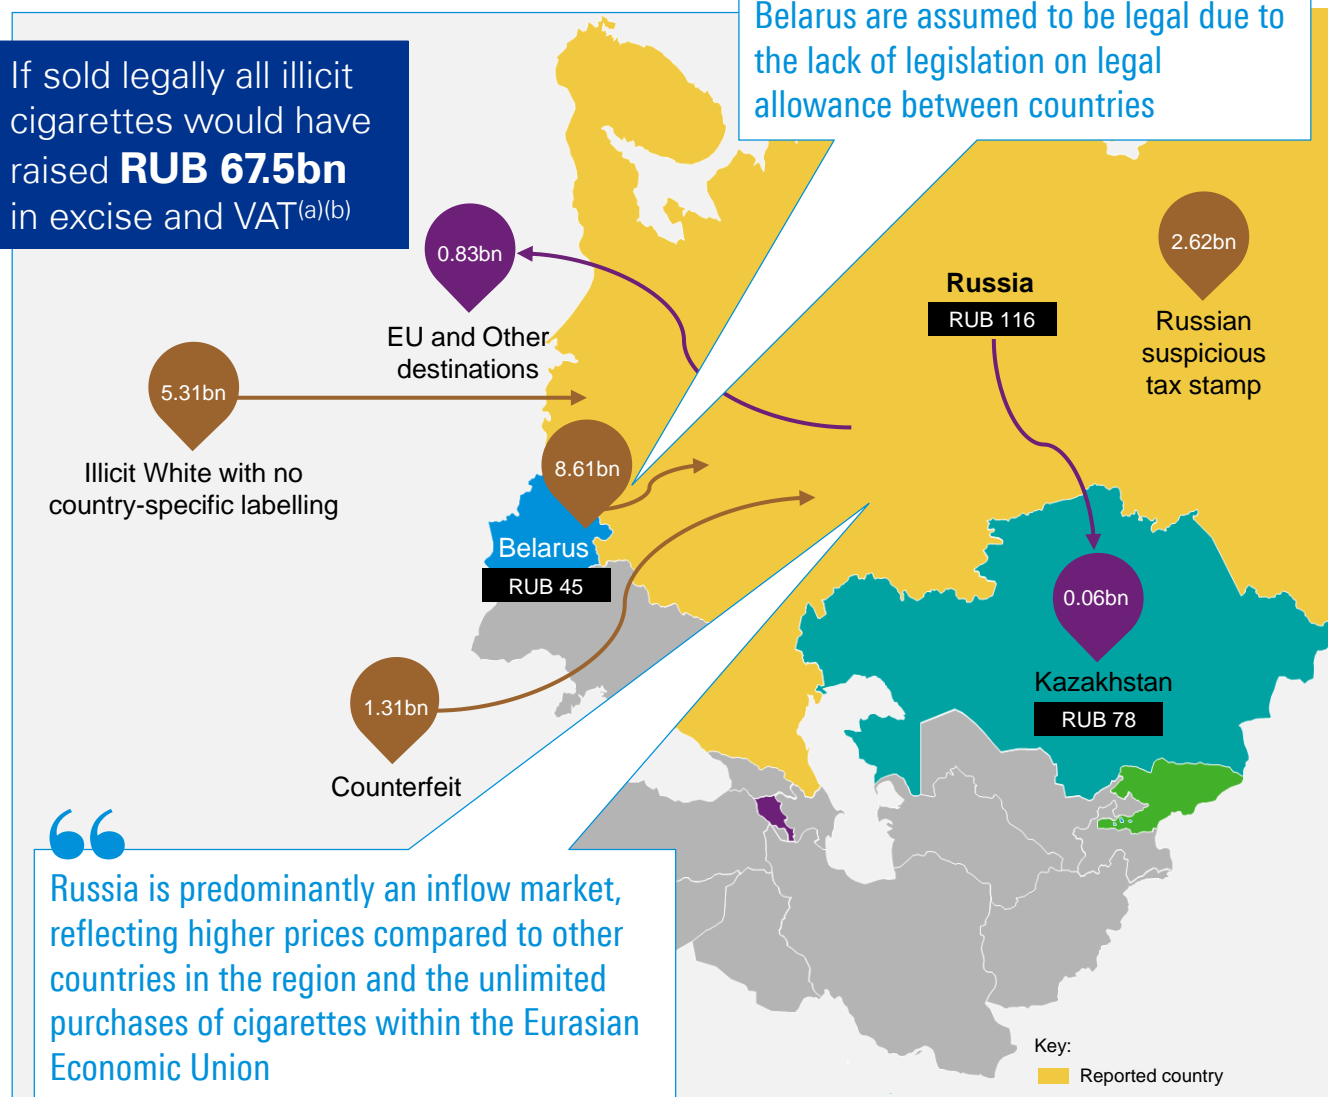 Belarus are assumed to be legal due to
the lack of legislation on legal
allowance between countries
If sold legally all illicit
cigarettes would have
raised RUB 67.5bn
in excise and VAT(a)(b)
0.83bn
EU and Other
destinations
Russia
RUB 116
2.62bn
Russian
suspicious
tax stamp
5.31bn
Illicit White with no
country-specific labelling
8.61bn
Belarus
RUB 45
0.06bn
Kazakhstan
RUB 78
1.31bn
Counterfeit
“
Russia is predominantly an inflow market,
reflecting higher prices compared to other
countries in the region and the unlimited
purchases of cigarettes within the Eurasian
Economic Union
Key:
Reported country